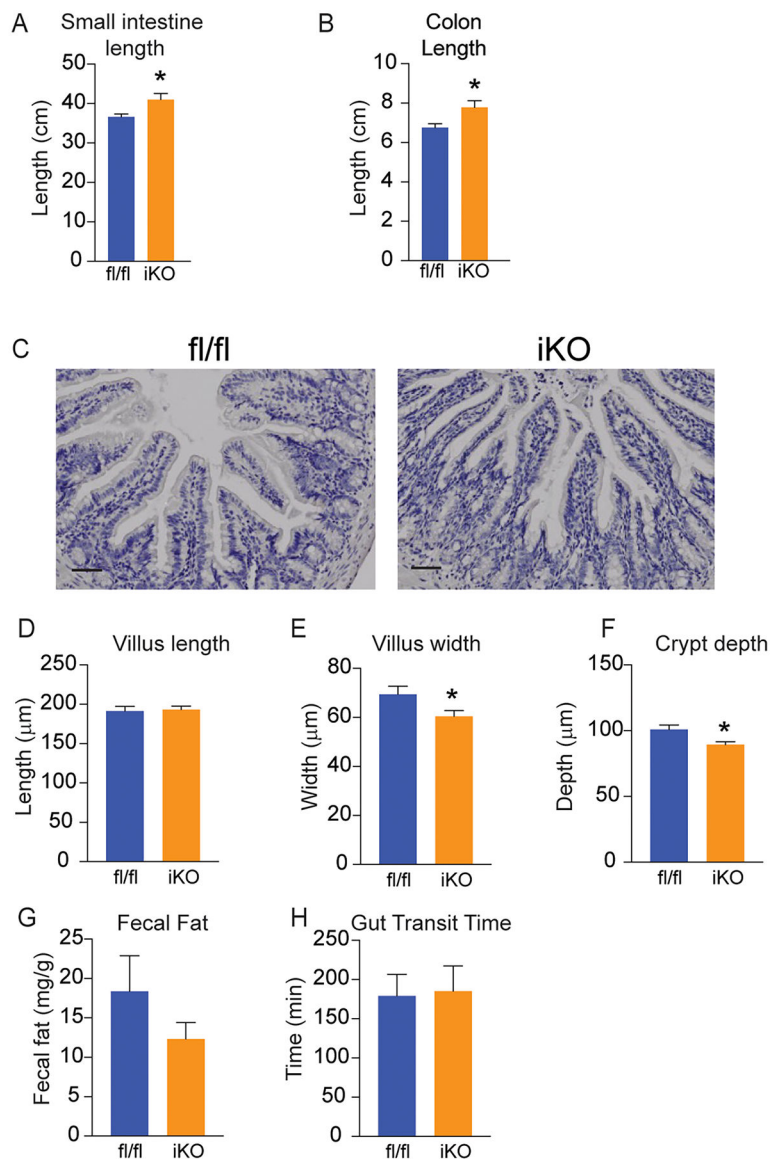 A
Small intestine
length
Length (cm)
50
40
30
20
10
0
*
fl/fl iKO
B
Colon
Length
Length (cm)
10
8
6
4
2
0
*
fl/fl iKO
C
fl/fl
iKO
D
Villus length
Length (μm)
250
200
150
100
50
0
fl/fl iKO
E
Villus width
Width (μm)
80
60
40
20
0
*
fl/fl iKO
F
Crypt depth
Depth (μm)
150
100
50
0
*
fl/fl iKO
G
Fecal Fat
Fecal fat (mg/g)
25
20
15
10
5
0
fl/fl iKO
H
Gut Transit Time
Time (min)
250
200
150
100
50
0
fl/fl iKO